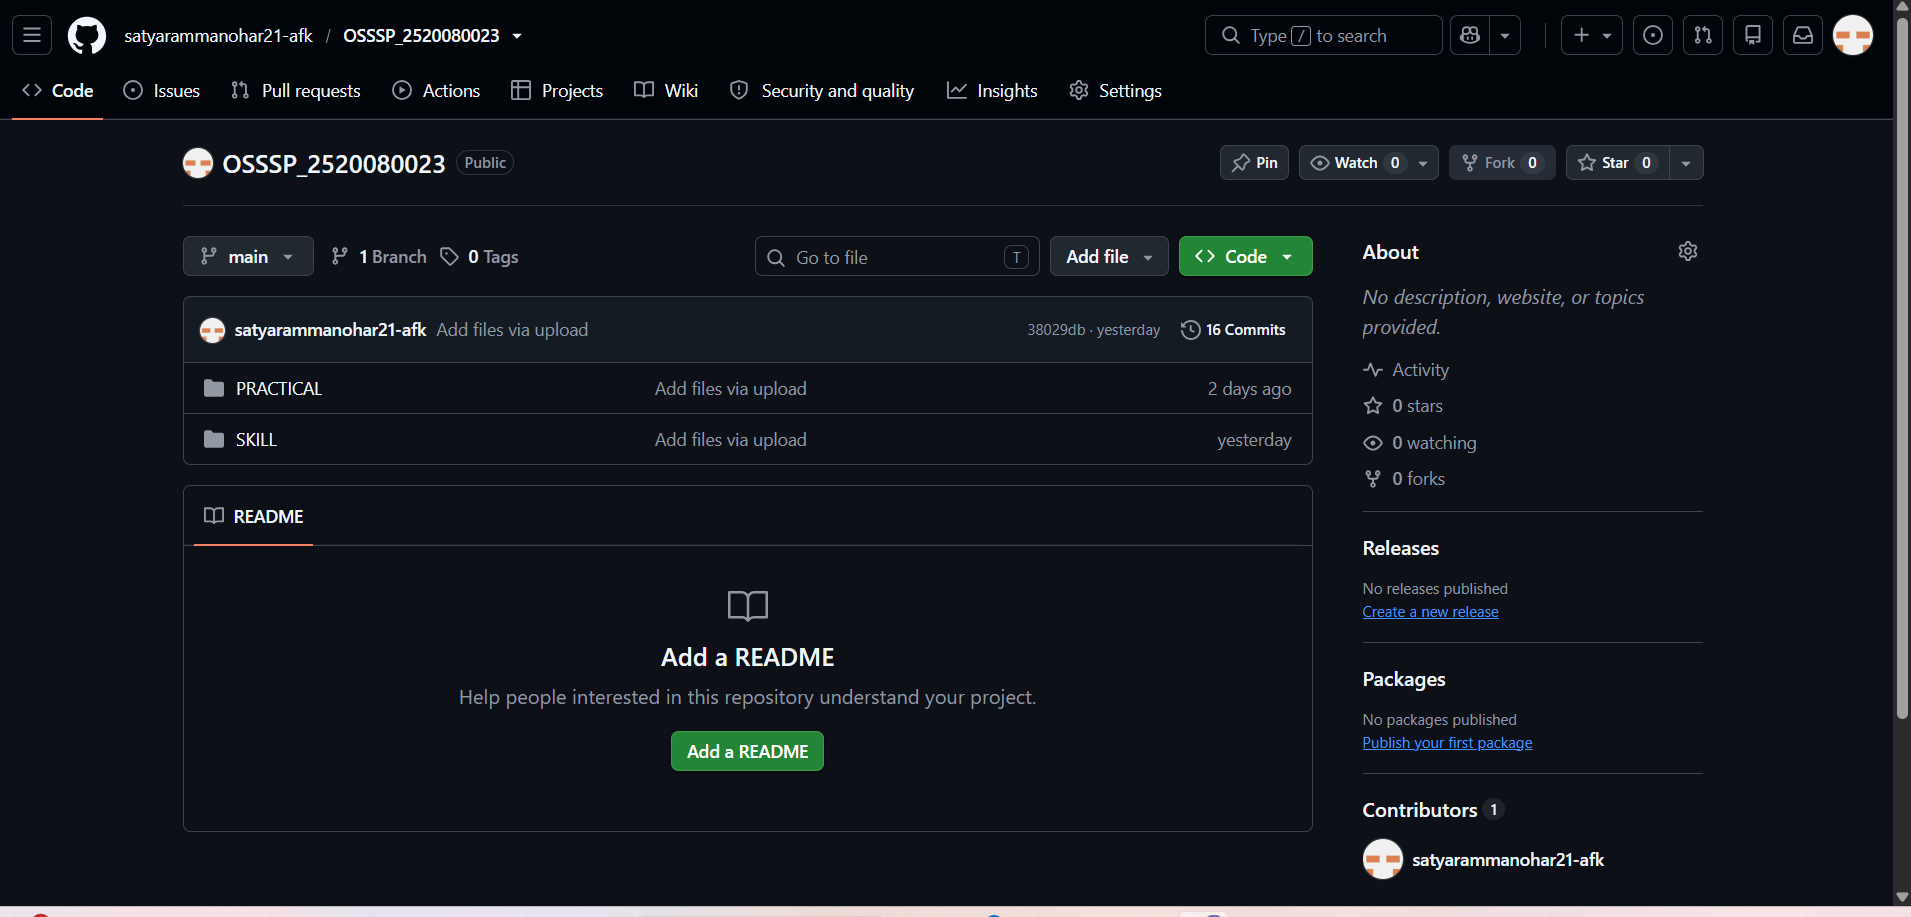 satyarammanohar21-afk / OSSSP_2520080023
Type / to search
Code Issues Pull requests Actions Projects Wiki Security and quality Insights Settings
OSSSP_2520080023 Public
Pin Watch 0 Fork 0 Star 0
main 1 Branch 0 Tags
Go to file T Add file Code
satyarammanohar21-afk Add files via upload 38029db · yesterday 16 Commits
PRACTICAL Add files via upload 2 days ago
SKILL Add files via upload yesterday
README
Add a README
Help people interested in this repository understand your project.
Add a README
About
No description, website, or topics
provided.
Activity
0 stars
0 watching
0 forks
Releases
No releases published
Create a new release
Packages
No packages published
Publish your first package
Contributors 1
satyarammanohar21-afk